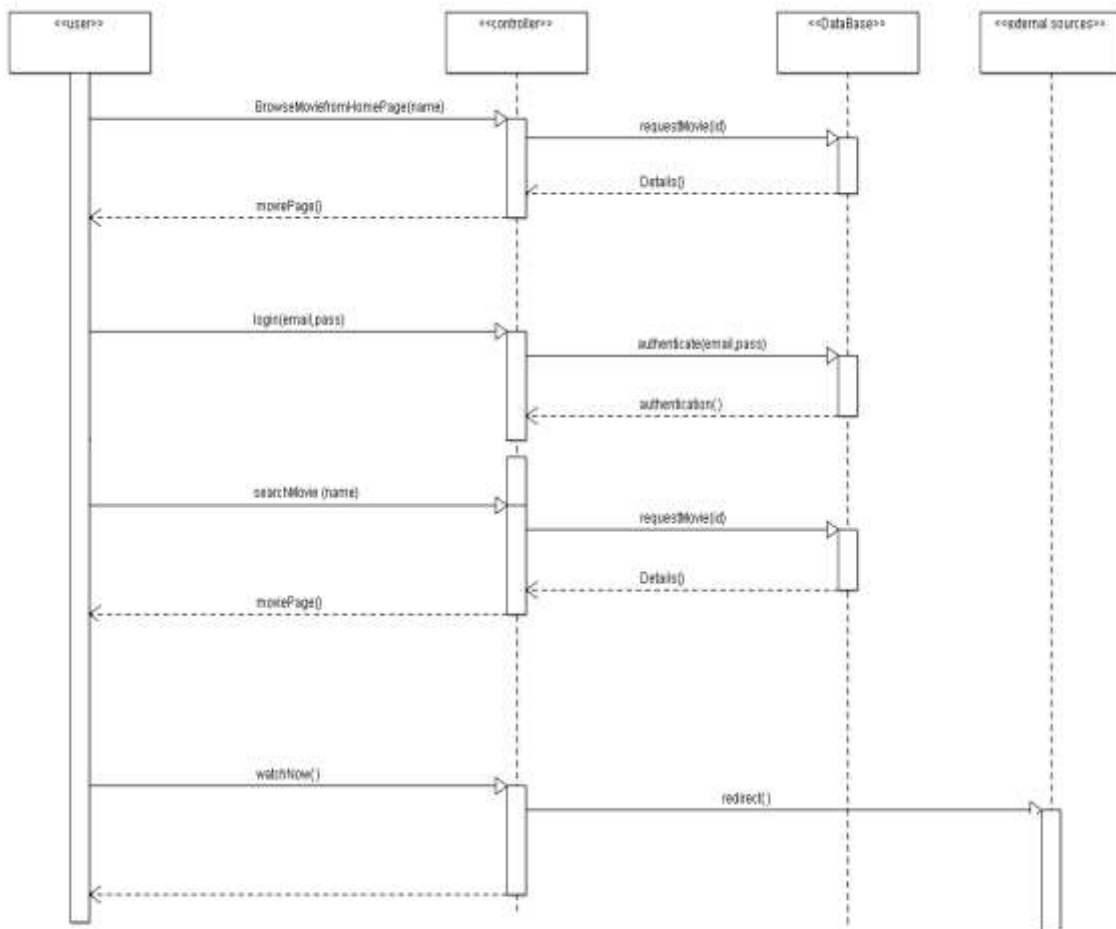 <<user>>
<<controller>>
<<DataBase>>
<<external sources>>
BrowseMoviefromHomePage(name)
requestMovie(id)
Details()
moviePage()
login(email,pass)
authenticate(email,pass)
authentication()
searchMovie (name)
requestMovie(id)
Details()
moviePage()
watchNow()
redirect()